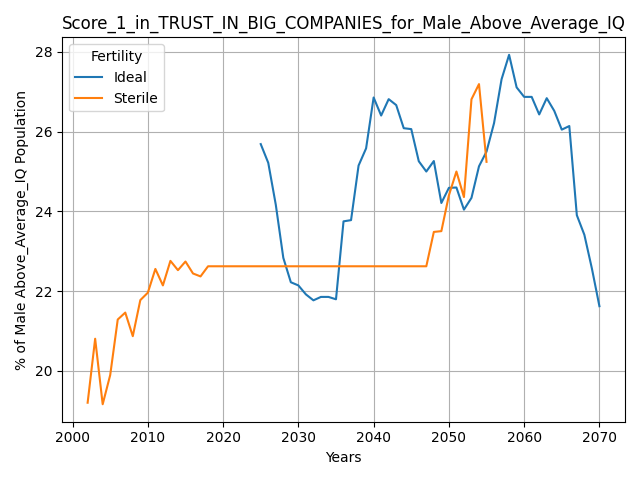 Score_1_in_TRUST_IN_BIG_COMPANIES_for_Male_Above_Average_IQ
Fertility
Ideal
Sterile
% of Male Above_Average_IQ Population
28
26
24
22
20
2000 2010 2020 2030 2040 2050 2060 2070
Years